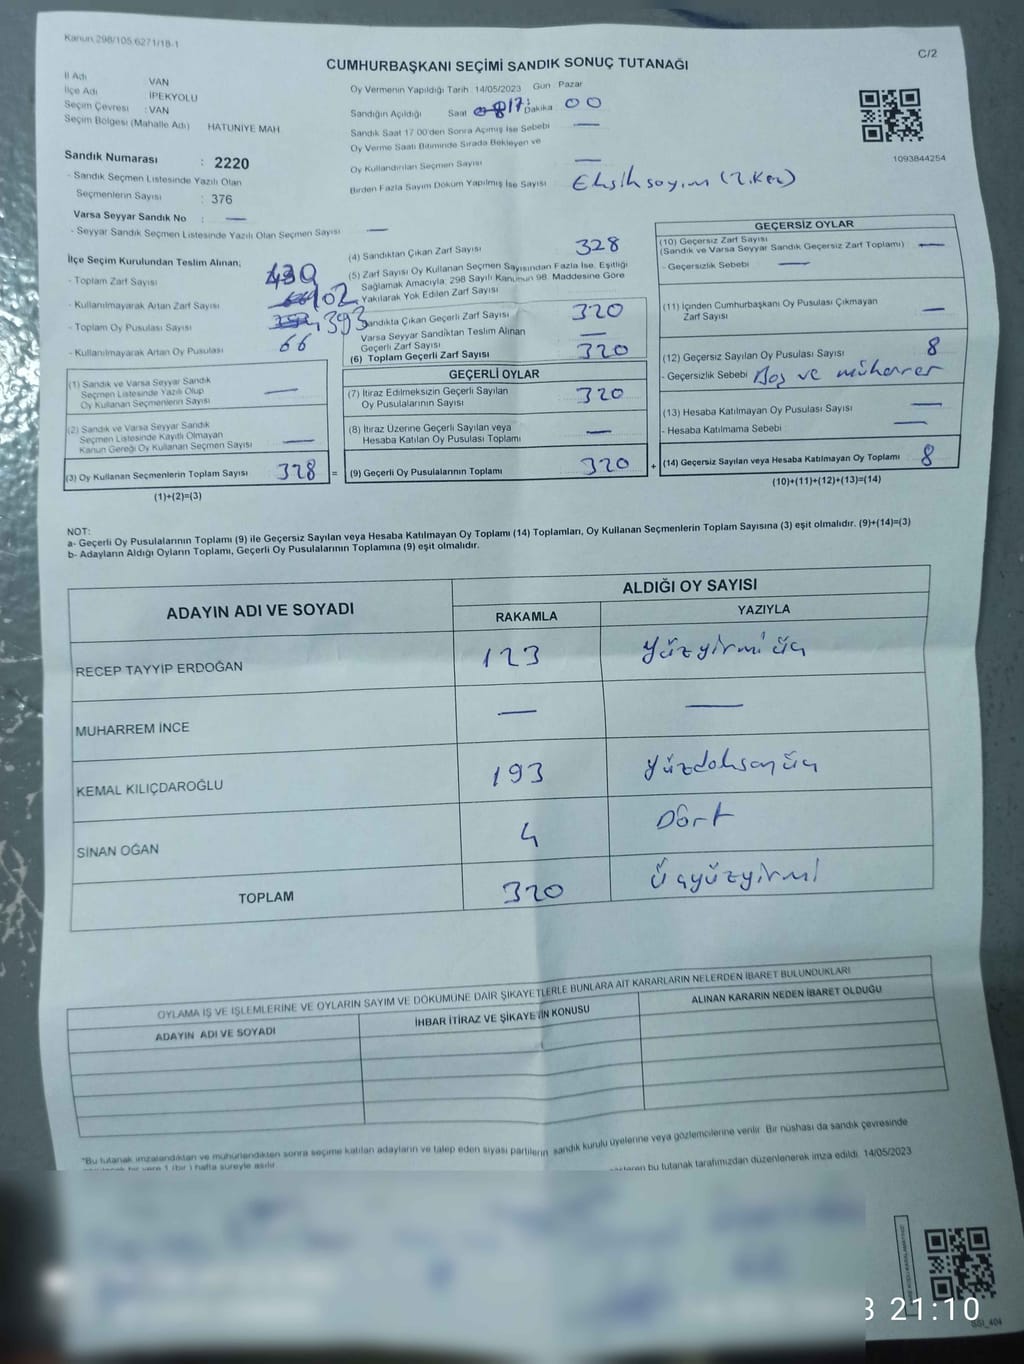 Kanun 298/105 6271/18-1
C/2
CUMHURBAŞKANI SEÇİMİ SANDIK SONUÇ TUTANAĞI
İl Adı VAN
İlçe Adı İPEKYOLU
Seçim Çevresi : VAN
Seçim Bölgesi (Mahalle Adı) HATUNİYE MAH
Sandık Numarası : 2220
- Sandık Seçmen Listesinde Yazılı Olan
Seçmenlerin Sayısı : 376
Varsa Seyyar Sandık No : —
- Seyyar Sandık Seçmen Listesinde Yazılı Olan Seçmen Sayısı —
Oy Vermenin Yapıldığı Tarih 14/05/2023 Gün Pazar
Sandığın Açıldığı Saat 17: Dakika 00
Sandık Saat 17 00'den Sonra Açmış İse Sebebi —
Oy Verme Saati Bitiminde Sırada Bekleyen ve
Oy Kullandırılan Seçmen Sayısı —
Birden Fazla Sayım Döküm Yapılmış İse Sayısı Eksik sayım (2. Kez)
1093844254
İlçe Seçim Kurulundan Teslim Alınan;
- Toplam Zarf Sayısı
- Kullanılmayarak Artan Zarf Sayısı 102
- Toplam Oy Pusulası Sayısı 393
- Kullanılmayarak Artan Oy Pusulası 66
(1) Sandık ve Varsa Seyyar Sandık
Seçmen Listesinde Yazılı Olup
Oy Kullanan Seçmenlerin Sayısı —
(2) Sandık ve Varsa Seyyar Sandık
Seçmen Listesinde Kayıtlı Olmayan
Kanun Gereği Oy Kullanan Seçmen Sayısı —
(3) Oy Kullanan Seçmenlerin Toplam Sayısı 328 =
(1)+(2)=(3)
(4) Sandıktan Çıkan Zarf Sayısı 328
(5) Zarf Sayısı Oy Kullanan Seçmen Sayısından Fazla İse, Eşitliği
Sağlamak Amacıyla, 298 Sayılı Kanunun 98. Maddesine Göre
Yakılarak Yok Edilen Zarf Sayısı
Sandıkta Çıkan Geçerli Zarf Sayısı 320
Varsa Seyyar Sandıktan Teslim Alınan
Geçerli Zarf Sayısı —
(6) Toplam Geçerli Zarf Sayısı 320
GEÇERLİ OYLAR
(7) İtiraz Edilmeksizin Geçerli Sayılan
Oy Pusulalarının Sayısı 320
(8) İtiraz Üzerine Geçerli Sayılan veya
Hesaba Katılan Oy Pusulası Toplamı —
(9) Geçerli Oy Pusulalarının Toplamı 320 +
GEÇERSİZ OYLAR
(10) Geçersiz Zarf Sayısı
(Sandık ve Varsa Seyyar Sandık Geçersiz Zarf Toplamı) —
- Geçersizlik Sebebi —
(11) İçinden Cumhurbaşkanı Oy Pusulası Çıkmayan
Zarf Sayısı —
(12) Geçersiz Sayılan Oy Pusulası Sayısı 8
- Geçersizlik Sebebi Boş ve müharrer
(13) Hesaba Katılmayan Oy Pusulası Sayısı —
- Hesaba Katılmama Sebebi —
(14) Geçersiz Sayılan veya Hesaba Katılmayan Oy Toplamı 8
(10)+(11)+(12)+(13)=(14)
NOT:
a- Geçerli Oy Pusulalarının Toplamı (9) ile Geçersiz Sayılan veya Hesaba Katılmayan Oy Toplamı (14) Toplamları, Oy Kullanan Seçmenlerin Toplam Sayısına (3) eşit olmalıdır. (9)+(14)=(3)
b- Adayların Aldığı Oyların Toplamı, Geçerli Oy Pusulalarının Toplamına (9) eşit olmalıdır.
ADAYIN ADI VE SOYADI ALDIĞI OY SAYISI
RAKAMLA YAZIYLA
RECEP TAYYIP ERDOĞAN 123 Yüzyirmi üç
MUHARREM İNCE — —
KEMAL KILIÇDAROĞLU 193 Yüzdoksan üç
SİNAN OĞAN 4 Dört
TOPLAM 320 Üçyüzyirmi
OYLAMA İŞ VE İŞLEMLERİNE VE OYLARIN SAYIM VE DÖKÜMÜNE DAİR ŞİKAYETLERLE BUNLARA AİT KARARLARIN NELERDEN İBARET BULUNDUKLARI
ADAYIN ADI VE SOYADI İHBAR İTİRAZ VE ŞİKAYETİN KONUSU ALINAN KARARIN NEDEN İBARET OLDUĞU
"Bu tutanak imzalandıktan ve mühürlendikten sonra seçime katılan adayların ve talep eden siyasi partilerin sandık kurulu üyelerine veya gözlemcilerine verilir. Bir nüshası da sandık çevresinde
bir yere 1 (bir) hafta süreyle asılır.
bu tutanak tarafımızdan düzenlenerek imza edildi. 14/05/2023
3 21:10